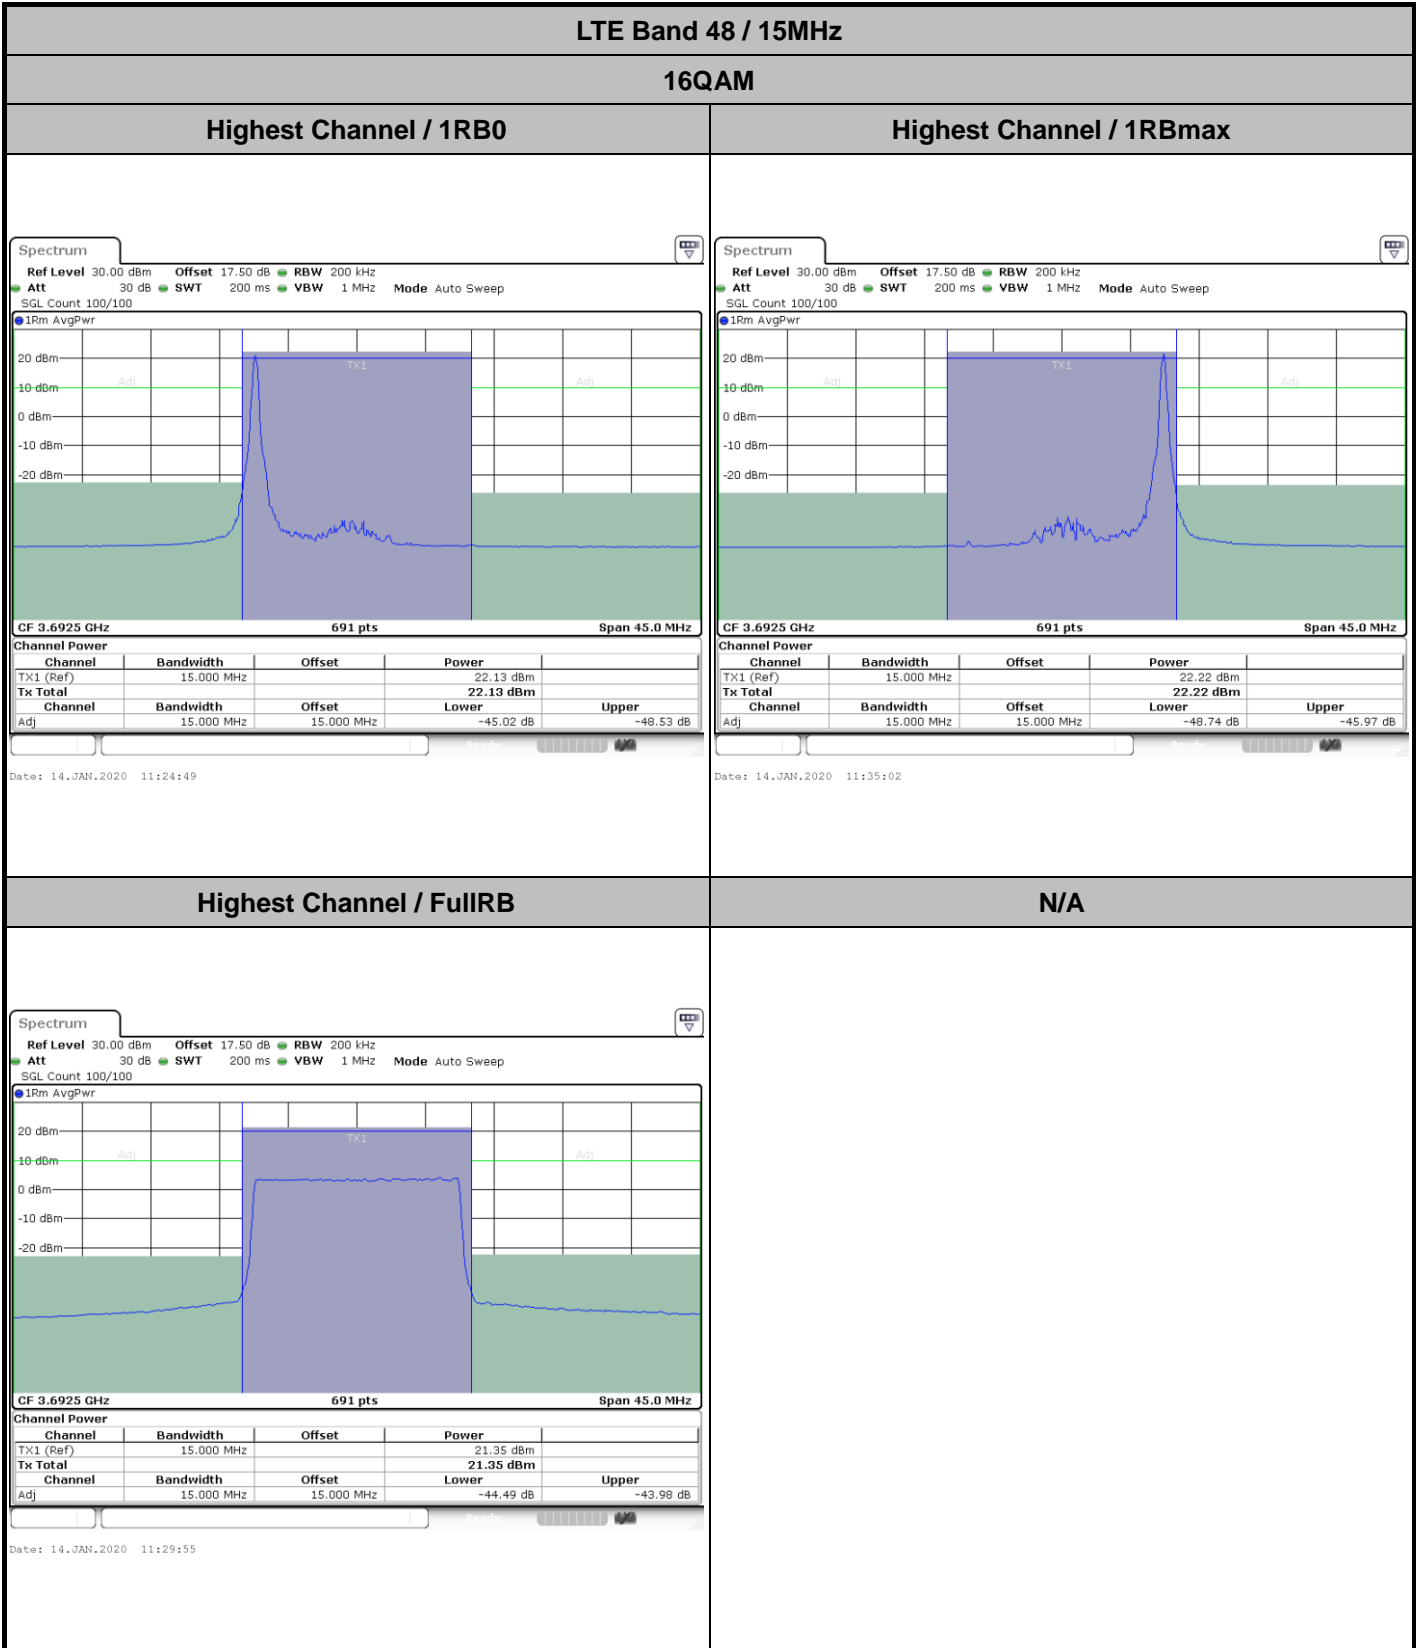 LTE Band 48 / 15MHz
16QAM
Highest Channel / 1RB0
Highest Channel / 1RBmax
Spectrum
Ref Level 30.00 dBm Offset 17.50 dB RBW 200 kHz
Att 30 dB SWT 200 ms VBW 1 MHz Mode Auto Sweep
SGL Count 100/100
1Rm AvgPwr
TX1
Adj
Adj
20 dBm
10 dBm
0 dBm
-10 dBm
-20 dBm
CF 3.6925 GHz 691 pts Span 45.0 MHz
Channel Power
Channel Bandwidth Offset Power
TX1 (Ref) 15.000 MHz 22.13 dBm
Tx Total 22.13 dBm
Channel Bandwidth Offset Lower Upper
Adj 15.000 MHz 15.000 MHz -45.02 dB -48.53 dB
Ready
Date: 14.JAN.2020 11:24:49
Spectrum
Ref Level 30.00 dBm Offset 17.50 dB RBW 200 kHz
Att 30 dB SWT 200 ms VBW 1 MHz Mode Auto Sweep
SGL Count 100/100
1Rm AvgPwr
TX1
Adj
Adj
20 dBm
10 dBm
0 dBm
-10 dBm
-20 dBm
CF 3.6925 GHz 691 pts Span 45.0 MHz
Channel Power
Channel Bandwidth Offset Power
TX1 (Ref) 15.000 MHz 22.22 dBm
Tx Total 22.22 dBm
Channel Bandwidth Offset Lower Upper
Adj 15.000 MHz 15.000 MHz -48.74 dB -45.97 dB
Ready
Date: 14.JAN.2020 11:35:02
Highest Channel / FullRB
N/A
Spectrum
Ref Level 30.00 dBm Offset 17.50 dB RBW 200 kHz
Att 30 dB SWT 200 ms VBW 1 MHz Mode Auto Sweep
SGL Count 100/100
1Rm AvgPwr
TX1
Adj
Adj
20 dBm
10 dBm
0 dBm
-10 dBm
-20 dBm
CF 3.6925 GHz 691 pts Span 45.0 MHz
Channel Power
Channel Bandwidth Offset Power
TX1 (Ref) 15.000 MHz 21.35 dBm
Tx Total 21.35 dBm
Channel Bandwidth Offset Lower Upper
Adj 15.000 MHz 15.000 MHz -44.49 dB -43.98 dB
Ready
Date: 14.JAN.2020 11:29:55